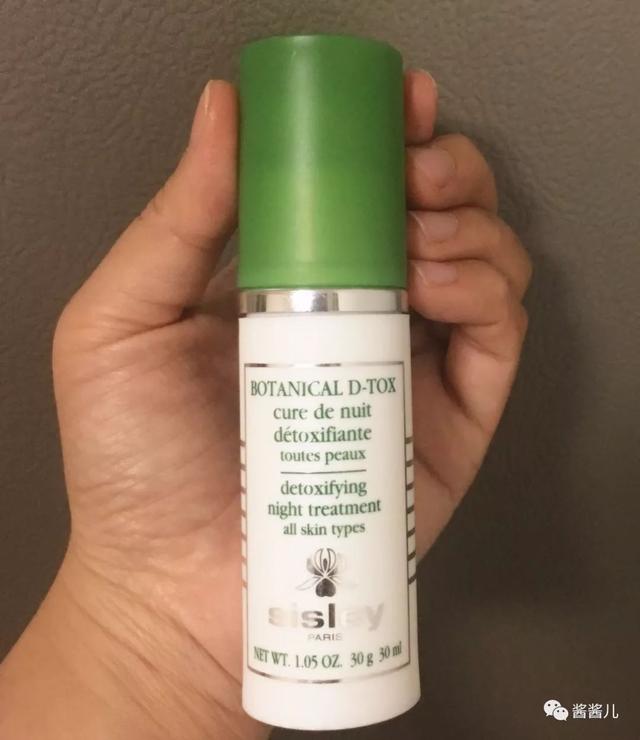 BOTANICAL D-TOX
cure de nuit
détoxifiante
toutes peaux
detoxifying
night treatment
all skin types
sisley
PARIS
NET WT. 1.05 OZ. 30 g 30 ml
酱酱儿